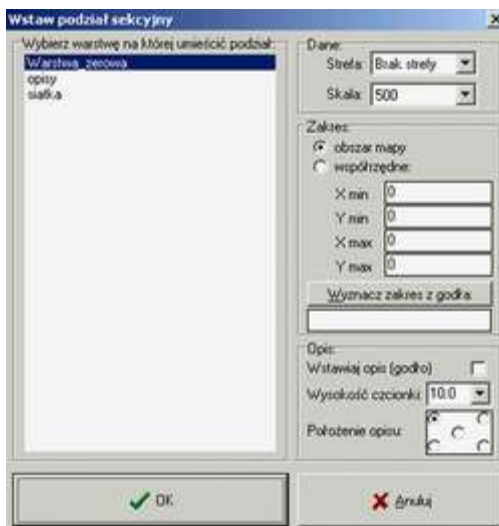 Wstaw podział sekcyjny
Wybierz warstwę na której umieścić podział:
Warstwa_zerowa
opisy
siatka
Dane:
Strefa: Brak strefy
Skala: 500
Zakres:
obszar mapy
współrzędne:
X min 0
Y min 0
X max 0
Y max 0
Wyznacz zakres z godła:
Opis:
Wstawiaj opis (godło)
Wysokość czcionki: 10.0
Położenie opisu:
OK
Anuluj